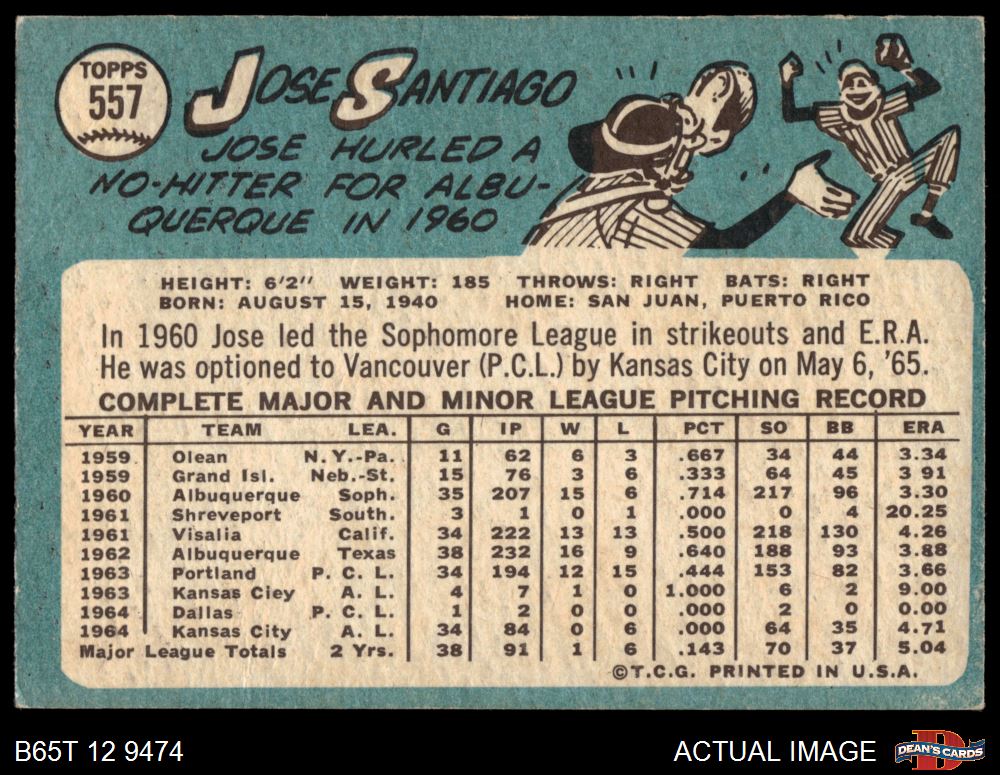 TOPPS
557
JOSE SANTIAGO
JOSE HURLED A
NO-HITTER FOR ALBU-
QUERQUE IN 1960
HEIGHT: 6'2" WEIGHT: 185 THROWS: RIGHT BATS: RIGHT
BORN: AUGUST 15, 1940 HOME: SAN JUAN, PUERTO RICO
In 1960 Jose led the Sophomore League in strikeouts and E.R.A.
He was optioned to Vancouver (P.C.L.) by Kansas City on May 6, '65.
COMPLETE MAJOR AND MINOR LEAGUE PITCHING RECORD
YEAR TEAM LEA. G IP W L PCT SO BB ERA
1959 Olean N.Y.-Pa. 11 62 6 3 .667 34 44 3.34
1959 Grand Isl. Neb.-St. 15 76 3 6 .333 64 45 3 91
1960 Albuquerque Soph. 35 207 15 6 .714 217 96 3.30
1961 Shreveport South. 3 1 0 1 .000 0 4 20.25
1961 Visalia Calif. 34 222 13 13 .500 218 130 4.26
1962 Albuquerque Texas 38 232 16 9 .640 188 93 3.88
1963 Portland P. C. L. 34 194 12 15 .444 153 82 3.66
1963 Kansas Ciey A. L. 4 7 1 0 1.000 6 2 9.00
1964 Dallas P. C. L. 1 2 0 0 .000 2 0 0.00
1964 Kansas City A. L. 34 84 0 6 .000 64 35 4.71
Major League Totals 2 Yrs. 38 91 1 6 .143 70 37 5.04
©T.C.G. PRINTED IN U.S.A.
B65T 12 9474 ACTUAL IMAGE
B
DEAN'S CARDS